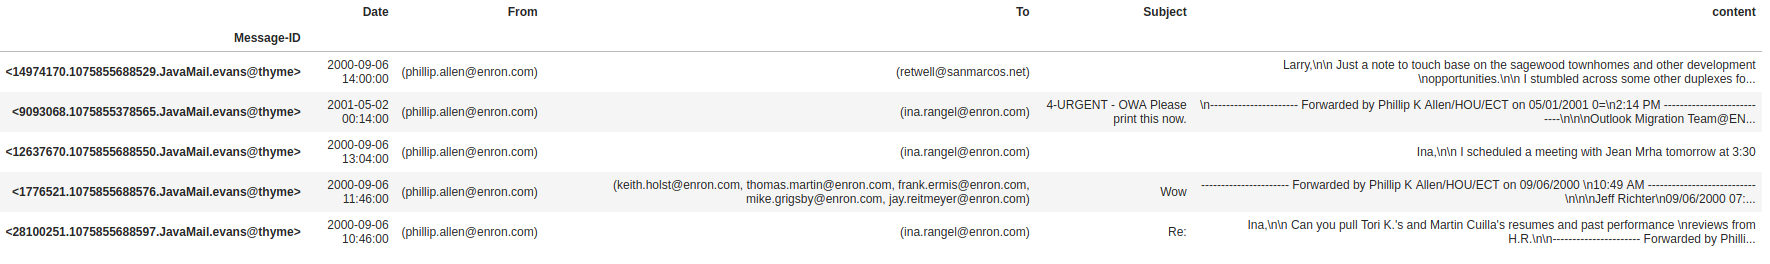 Date From To Subject content
Message-ID
<14974170.1075855688529.JavaMail.evans@thyme> 2000-09-06 14:00:00 (phillip.allen@enron.com) (retwell@sanmarcos.net) Larry,\n\n Just a note to touch base on the sagewood townhomes and other development \nopportunities.\n\n I stumbled across some other duplexes fo...
<9093068.1075855378565.JavaMail.evans@thyme> 2001-05-02 00:14:00 (phillip.allen@enron.com) (ina.rangel@enron.com) 4-URGENT - OWA Please print this now. \n---------------------- Forwarded by Phillip K Allen/HOU/ECT on 05/01/2001 0=\n2:14 PM ---------------------------\n\n\nOutlook Migration Team@EN...
<12637670.1075855688550.JavaMail.evans@thyme> 2000-09-06 13:04:00 (phillip.allen@enron.com) (ina.rangel@enron.com) Ina,\n\n I scheduled a meeting with Jean Mrha tomorrow at 3:30
<1776521.1075855688576.JavaMail.evans@thyme> 2000-09-06 11:46:00 (phillip.allen@enron.com) (keith.holst@enron.com, thomas.martin@enron.com, frank.ermis@enron.com, mike.grigsby@enron.com, jay.reitmeyer@enron.com) Wow ---------------------- Forwarded by Phillip K Allen/HOU/ECT on 09/06/2000 \n10:49 AM ---------------------------\n\n\nJeff Richter\n09/06/2000 07:...
<28100251.1075855688597.JavaMail.evans@thyme> 2000-09-06 10:46:00 (phillip.allen@enron.com) (ina.rangel@enron.com) Re: Ina,\n\n Can you pull Tori K.'s and Martin Cuilla's resumes and past performance \nreviews from H.R.\n\n---------------------- Forwarded by Philli...